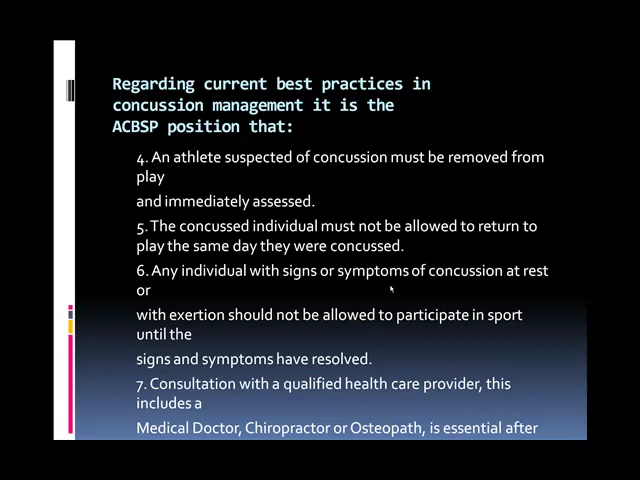 Regarding current best practices in
concussion management it is the
ACBSP position that:
4. An athlete suspected of concussion must be removed from
play
and immediately assessed.
5. The concussed individual must not be allowed to return to
play the same day they were concussed.
6. Any individual with signs or symptoms of concussion at rest
or
with exertion should not be allowed to participate in sport
until the
signs and symptoms have resolved.
7. Consultation with a qualified health care provider, this
includes a
Medical Doctor, Chiropractor or Osteopath, is essential after